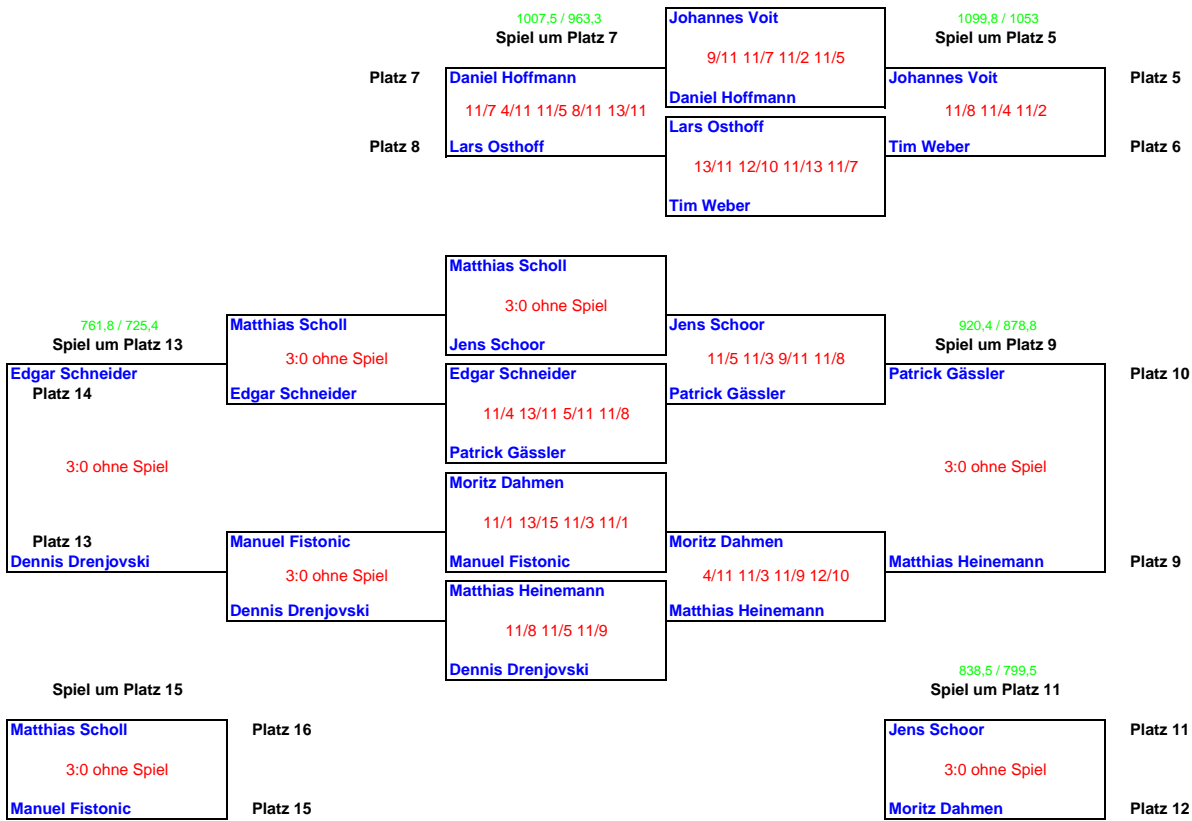 1007,5 / 963,3
Spiel um Platz 7
Johannes Voit
1099,8 / 1053
Spiel um Platz 5
9/11 11/7 11/2 11/5
Platz 7
Daniel Hoffmann
Johannes Voit
Platz 5
Daniel Hoffmann
11/7 4/11 11/5 8/11 13/11
11/8 11/4 11/2
Lars Osthoff
Platz 8
Lars Osthoff
Tim Weber
Platz 6
13/11 12/10 11/13 11/7
Tim Weber
Matthias Scholl
3:0 ohne Spiel
761,8 / 725,4
Matthias Scholl
Jens Schoor
920,4 / 878,8
Spiel um Platz 13
Jens Schoor
Spiel um Platz 9
3:0 ohne Spiel
11/5 11/3 9/11 11/8
Edgar Schneider
Edgar Schneider
Patrick Gässler
Platz 10
Platz 14
Edgar Schneider
Patrick Gässler
11/4 13/11 5/11 11/8
Patrick Gässler
3:0 ohne Spiel
3:0 ohne Spiel
Moritz Dahmen
11/1 13/15 11/3 11/1
Platz 13
Manuel Fistonic
Moritz Dahmen
Dennis Drenjovski
Manuel Fistonic
Matthias Heinemann
Platz 9
3:0 ohne Spiel
4/11 11/3 11/9 12/10
Matthias Heinemann
Dennis Drenjovski
Matthias Heinemann
11/8 11/5 11/9
Dennis Drenjovski
838,5 / 799,5
Spiel um Platz 15
Spiel um Platz 11
Matthias Scholl
Platz 16
Jens Schoor
Platz 11
3:0 ohne Spiel
3:0 ohne Spiel
Manuel Fistonic
Platz 15
Moritz Dahmen
Platz 12